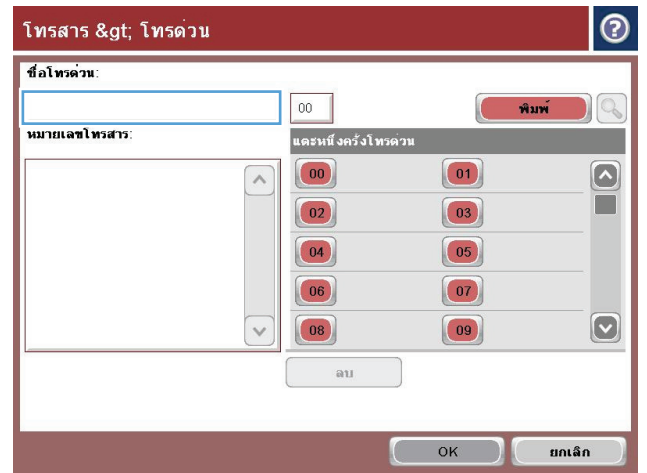 โทรสาร &gt; โทรด่วน
ชื่อโทรด่วน:
00
พิมพ์
หมายเลขโทรสาร:
แตะหนึ่งครั้งโทรด่วน
00 01
02 03
04 05
06 07
08 09
ลบ
OK ยกเลิก